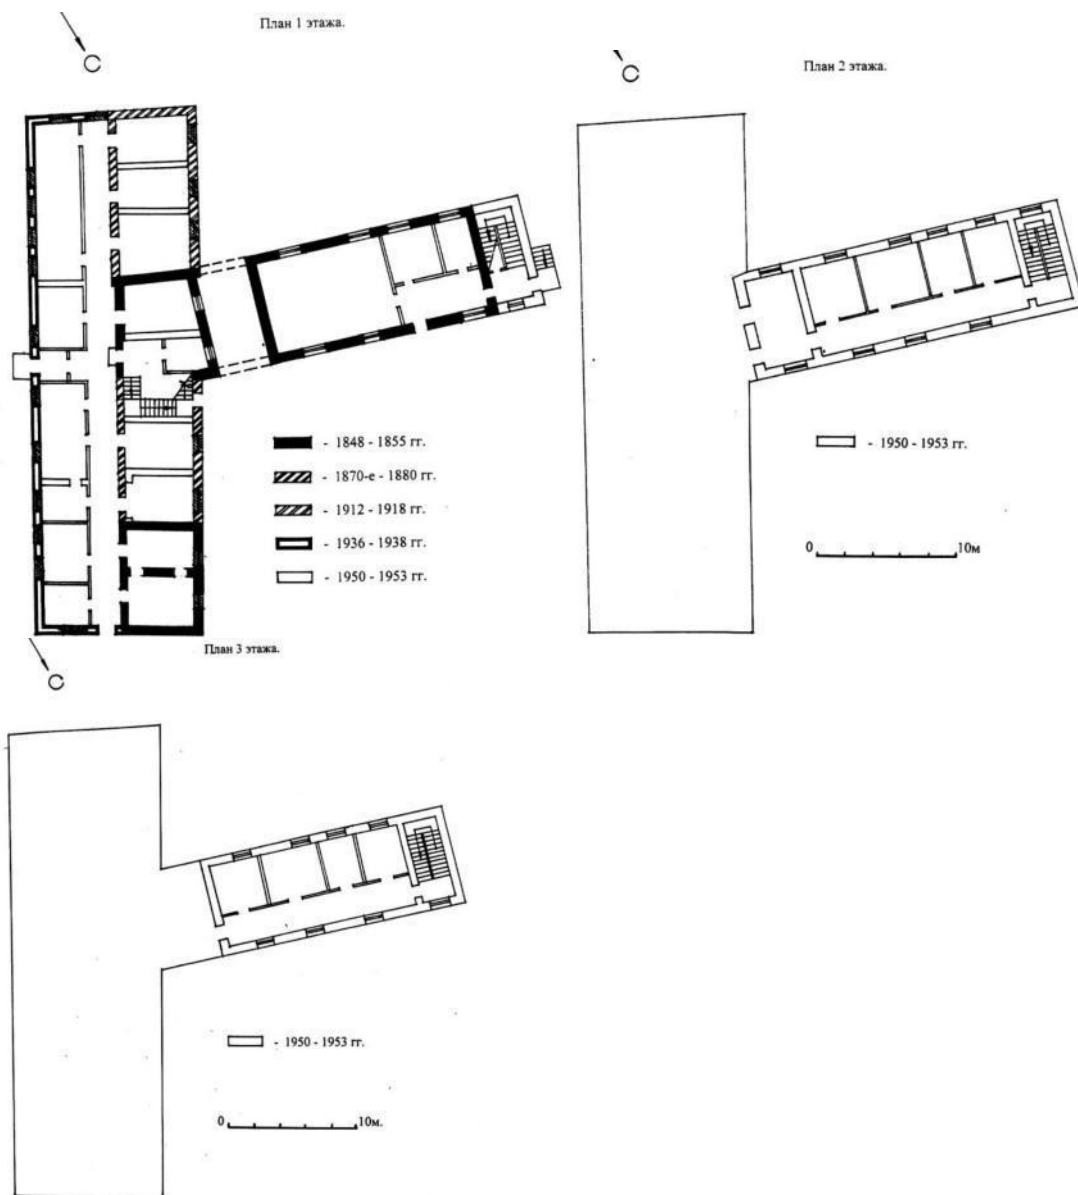 План 1 этажа.
С
- 1848 - 1855 гг.
- 1870-е - 1880 гг.
- 1912 - 1918 гг.
- 1936 - 1938 гг.
- 1950 - 1953 гг.
План 2 этажа.
С
- 1950 - 1953 гг.
0 10м
План 3 этажа.
С
- 1950 - 1953 гг.
0 10м.